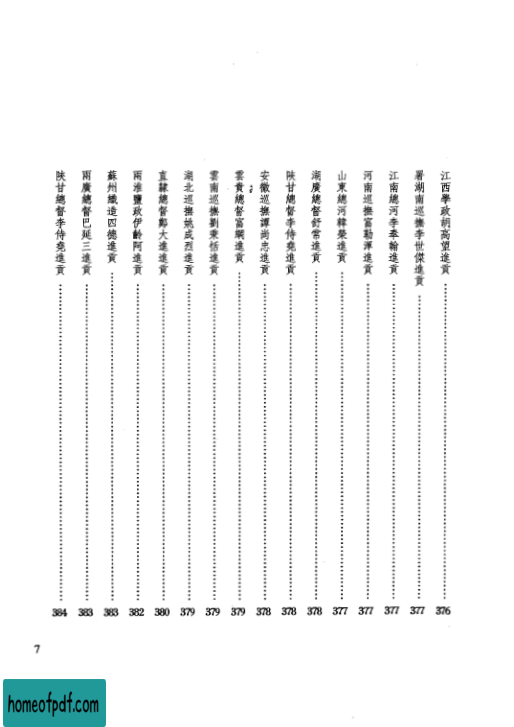 江西學政胡高望進貢 376
署湖南巡撫李世傑進貢 377
江南總河李奉翰進貢 377
河南巡撫富勒渾進貢 377
山東總河韓鑅進貢 377
湖廣總督舒常進貢 378
陝甘總督李侍堯進貢 378
安徽巡撫譚尚忠進貢 378
雲貴總督富綱進貢 379
雲南巡撫劉秉恬進貢 379
湖北巡撫姚成烈進貢 379
直隸總督鄭大進進貢 380
兩淮鹽政伊齡阿進貢 382
蘇州織造四德進貢 383
兩廣總督巴延三進貢 383
陝甘總督李侍堯進貢 384
7
homeofpdf.com